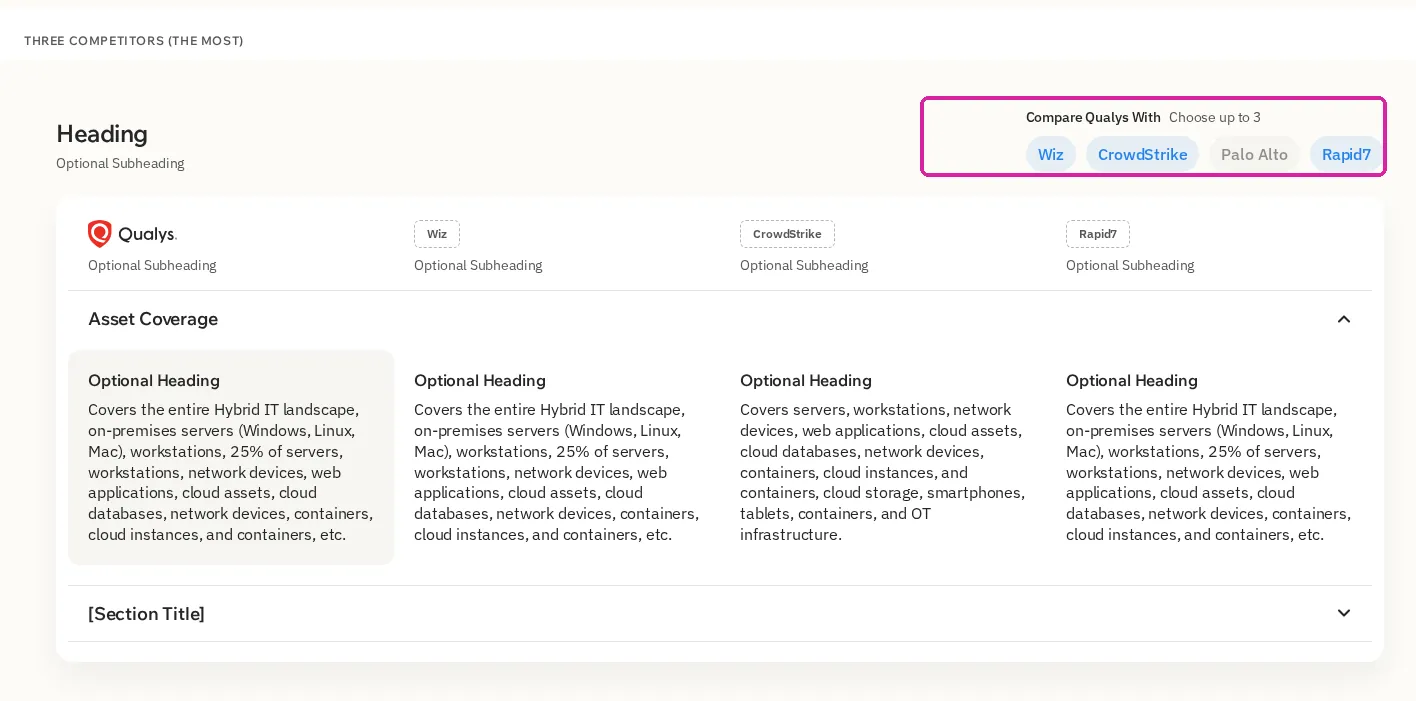 THREE COMPETITORS (THE MOST)
Heading
Optional Subheading
Compare Qualys With Choose up to 3
Wiz CrowdStrike Palo Alto Rapid7
Qualys. Wiz CrowdStrike Rapid7
Optional Subheading Optional Subheading Optional Subheading Optional Subheading
Asset Coverage
Optional Heading
Covers the entire Hybrid IT landscape,
on-premises servers (Windows, Linux,
Mac), workstations, 25% of servers,
workstations, network devices, web
applications, cloud assets, cloud
databases, network devices, containers,
cloud instances, and containers, etc.
Optional Heading
Covers the entire Hybrid IT landscape,
on-premises servers (Windows, Linux,
Mac), workstations, 25% of servers,
workstations, network devices, web
applications, cloud assets, cloud
databases, network devices, containers,
cloud instances, and containers, etc.
Optional Heading
Covers servers, workstations, network
devices, web applications, cloud assets,
cloud databases, network devices,
containers, cloud instances, and
containers, cloud storage, smartphones,
tablets, containers, and OT
infrastructure.
Optional Heading
Covers the entire Hybrid IT landscape,
on-premises servers (Windows, Linux,
Mac), workstations, 25% of servers,
workstations, network devices, web
applications, cloud assets, cloud
databases, network devices, containers,
cloud instances, and containers, etc.
[Section Title]